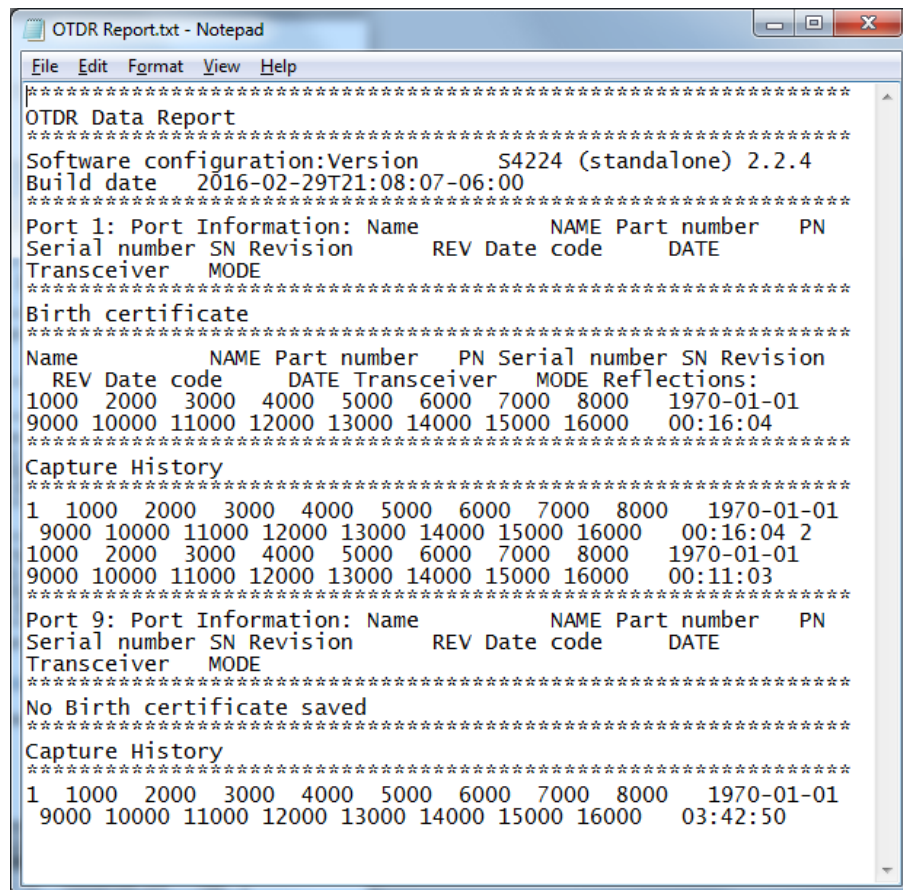 OTDR Report.txt - Notepad
File Edit Format View Help
***************************************************************
OTDR Data Report
***************************************************************
Software configuration:Version      S4224 (standalone) 2.2.4
Build date   2016-02-29T21:08:07-06:00
***************************************************************
Port 1: Port Information: Name          NAME Part number   PN
Serial number SN Revision      REV Date code     DATE
Transceiver   MODE
***************************************************************
Birth certificate
***************************************************************
Name          NAME Part number   PN Serial number SN Revision
  REV Date code     DATE Transceiver   MODE Reflections:
1000  2000  3000  4000  5000  6000  7000  8000   1970-01-01
9000 10000 11000 12000 13000 14000 15000 16000   00:16:04
***************************************************************
Capture History
***************************************************************
1  1000  2000  3000  4000  5000  6000  7000  8000   1970-01-01
 9000 10000 11000 12000 13000 14000 15000 16000   00:16:04 2
1000  2000  3000  4000  5000  6000  7000  8000   1970-01-01
9000 10000 11000 12000 13000 14000 15000 16000   00:11:03
***************************************************************
Port 9: Port Information: Name          NAME Part number   PN
Serial number SN Revision      REV Date code     DATE
Transceiver   MODE
***************************************************************
No Birth certificate saved
***************************************************************
Capture History
***************************************************************
1  1000  2000  3000  4000  5000  6000  7000  8000   1970-01-01
 9000 10000 11000 12000 13000 14000 15000 16000   03:42:50